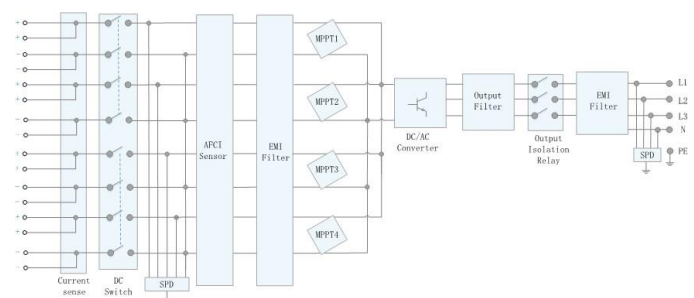 +
+
-
-
+
+
-
-
+
+
-
-
+
+
-
-
Current
sense
DC
Switch
SPD
AFCI
Sensor
EMI
Filter
MPPT1
MPPT2
MPPT3
MPPT4
DC/AC
Converter
Output
Filter
Output
Isolation
Relay
EMI
Filter
L1
L2
L3
N
SPD
PE